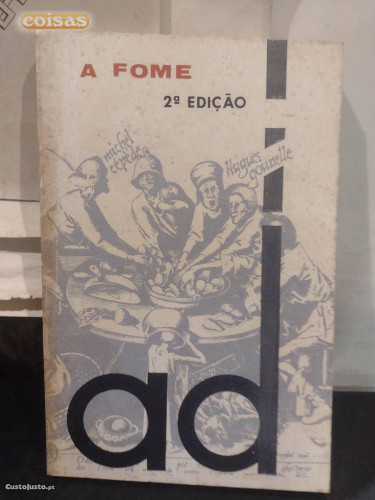 coisas
A FOME
2ª EDIÇÃO
michel
cépède
Hugues
gounelle
ad
CustoJusto.pt